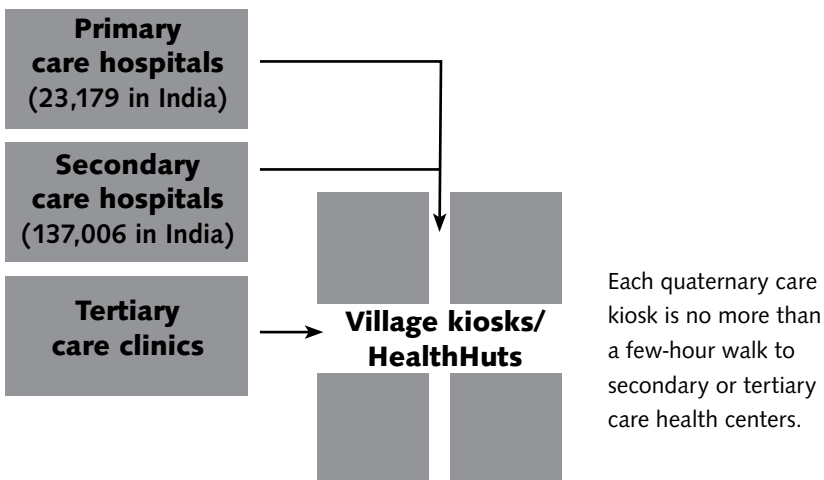 Primary
care hospitals
(23,179 in India)
Secondary
care hospitals
(137,006 in India)
Tertiary
care clinics
Village kiosks/
HealthHuts
Each quaternary care
kiosk is no more than
a few-hour walk to
secondary or tertiary
care health centers.